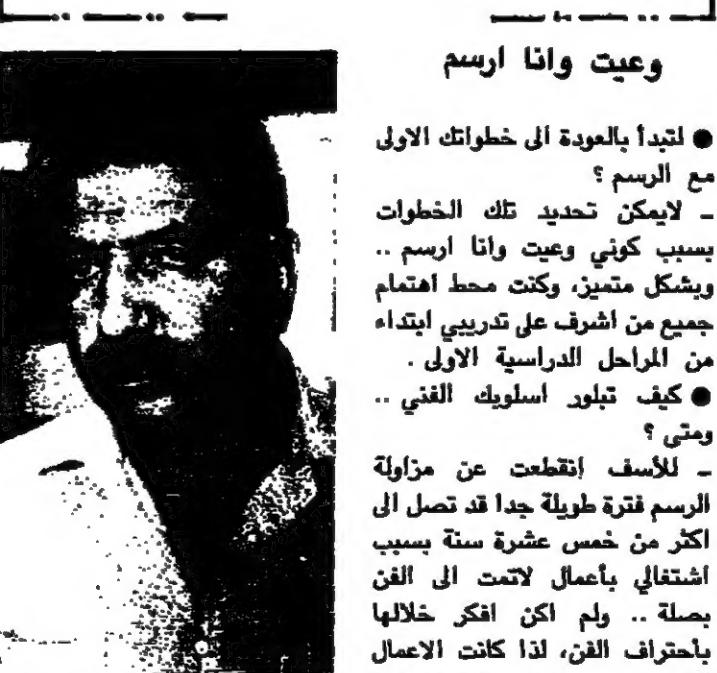 وعيت وانا ارسم
● لتبدأ بالعودة الى خطواتك الاولى
مع الرسم ؟
ـ لايمكن تحديد تلك الخطوات
بسبب كوني وعيت وانا ارسم ..
وبشكل متميز، وكنت محط اهتمام
جميع من اشرف على تدريبي ابتداء
من المراحل الدراسية الاولى .
● كيف تبلور اسلوبك الفني ..
ومتى ؟
ـ للأسف إنقطعت عن مزاولة
الرسم فترة طويلة جدا قد تصل الى
اكثر من خمس عشرة سنة بسبب
اشتغالي بأعمال لاتمت الى الفن
بصلة .. ولم اكن افكر خلالها
بأحتراف الفن، لذا كانت الاعمال